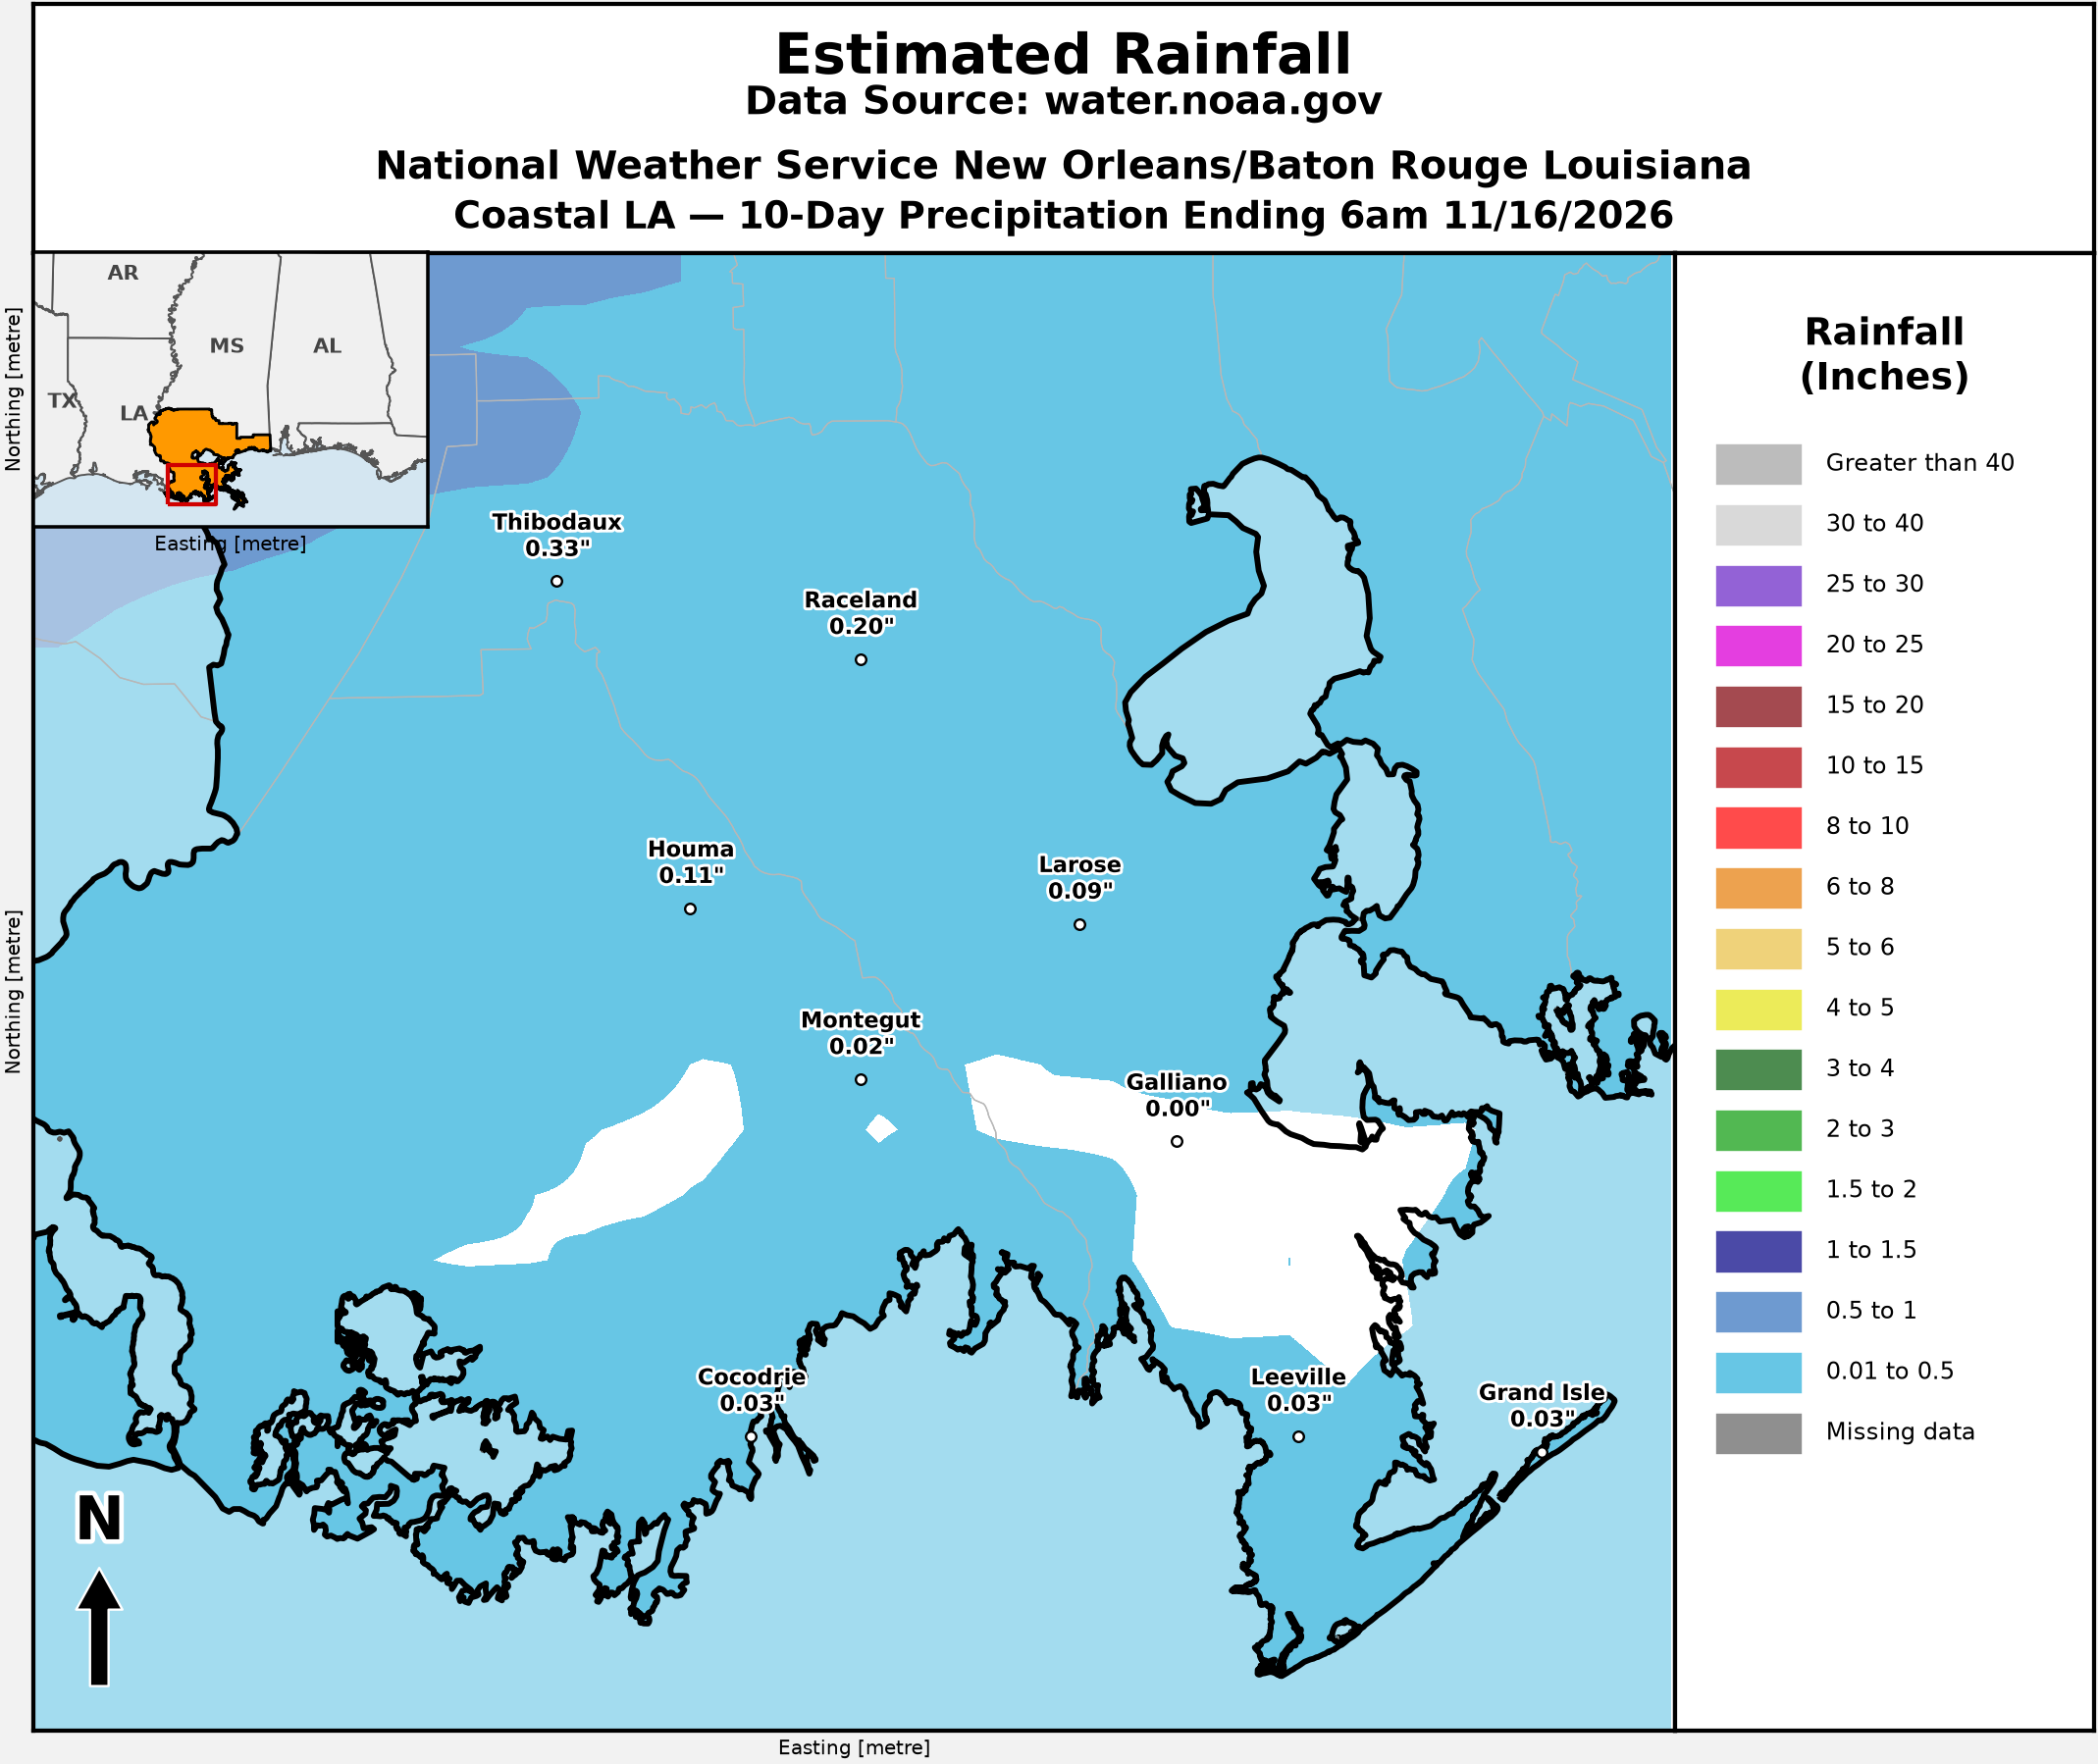 Estimated Rainfall
Data Source: water.noaa.gov
National Weather Service New Orleans/Baton Rouge Louisiana
Coastal LA — 10-Day Precipitation Ending 6am 11/16/2026
Northing [metre]
AR
MS
AL
TX
LA
Easting [metre]
Thibodaux
0.33"
Raceland
0.20"
Houma
0.11"
Larose
0.09"
Northing [metre]
Montegut
0.02"
Galliano
0.00"
Cocodrie
0.03"
Leeville
0.03"
Grand Isle
0.03"
N
Easting [metre]
Rainfall
(Inches)
Greater than 40
30 to 40
25 to 30
20 to 25
15 to 20
10 to 15
8 to 10
6 to 8
5 to 6
4 to 5
3 to 4
2 to 3
1.5 to 2
1 to 1.5
0.5 to 1
0.01 to 0.5
Missing data